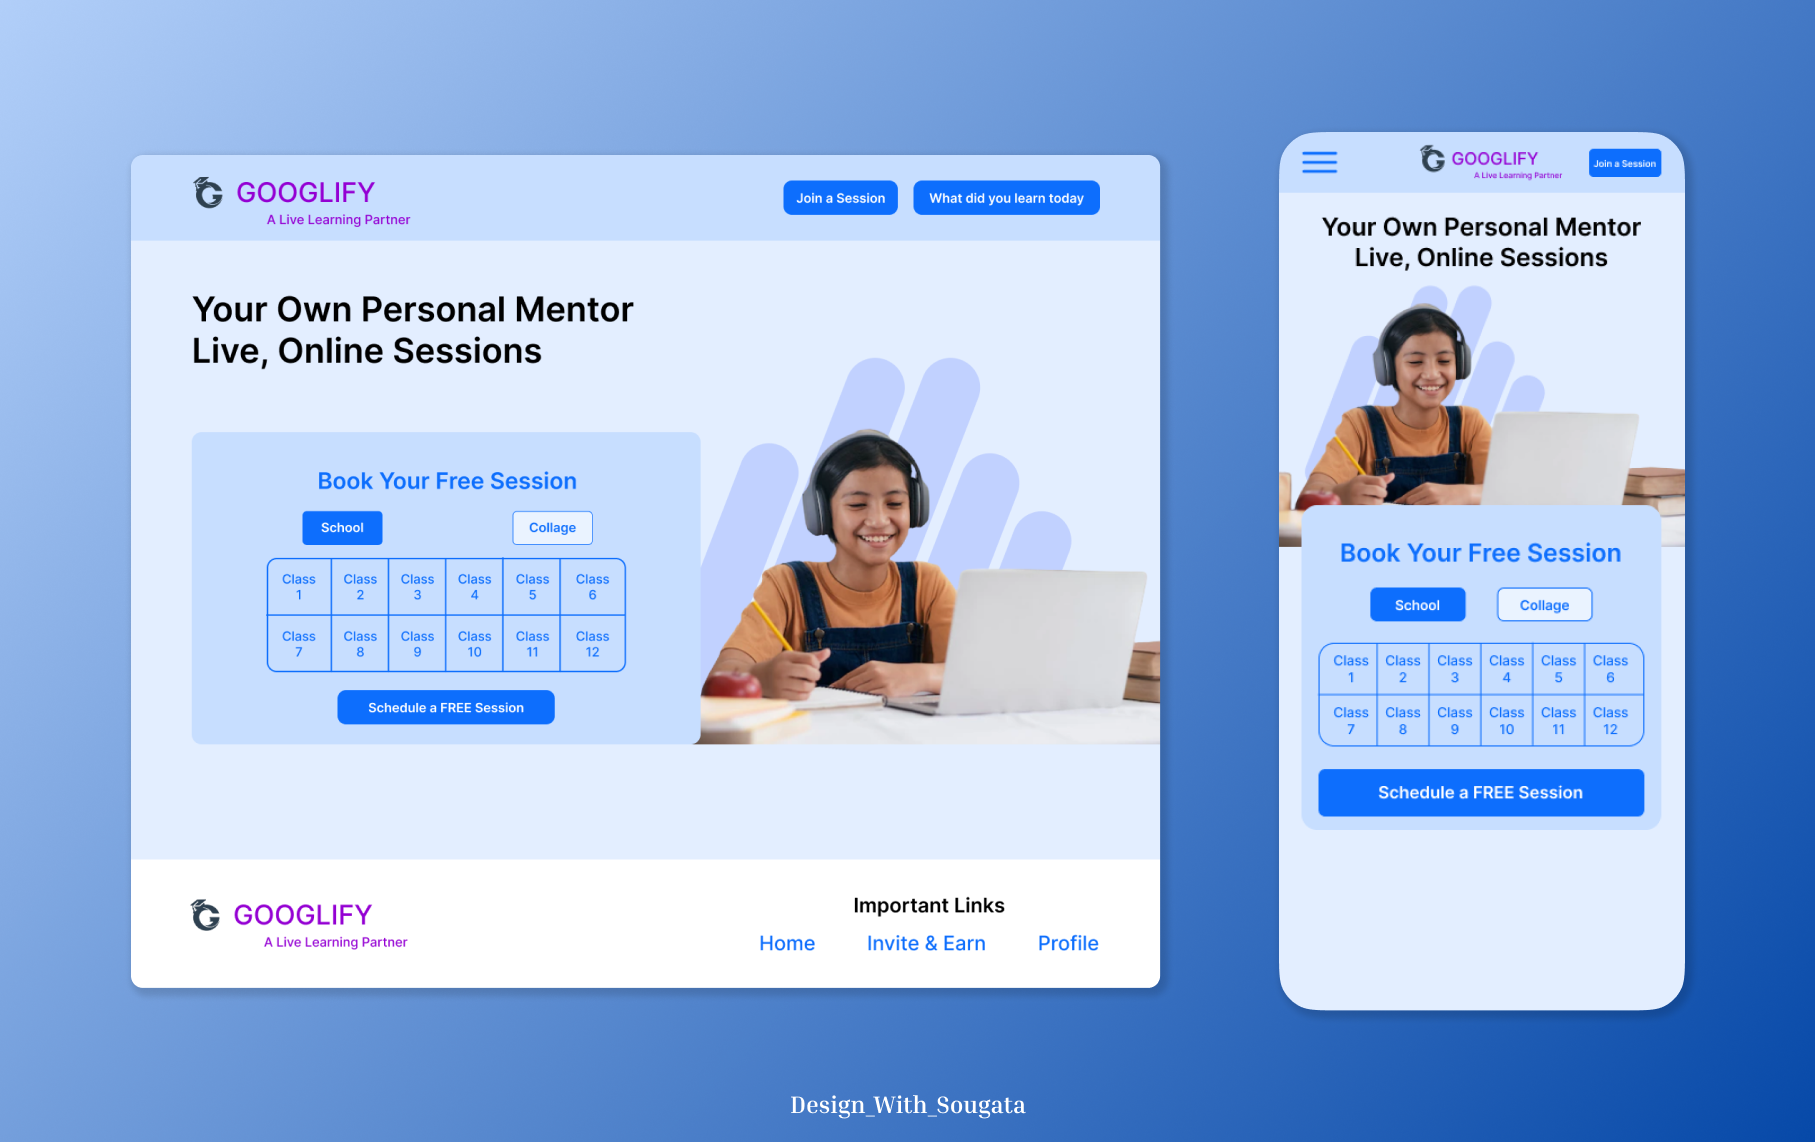 GOOGLIFY
A Live Learning Partner
Join a Session
What did you learn today
Your Own Personal Mentor
Live, Online Sessions
Book Your Free Session
School
Collage
Class 1
Class 2
Class 3
Class 4
Class 5
Class 6
Class 7
Class 8
Class 9
Class 10
Class 11
Class 12
Schedule a FREE Session
GOOGLIFY
A Live Learning Partner
Important Links
Home
Invite & Earn
Profile
GOOGLIFY
A Live Learning Partner
Join a Session
Your Own Personal Mentor
Live, Online Sessions
Book Your Free Session
School
Collage
Class 1
Class 2
Class 3
Class 4
Class 5
Class 6
Class 7
Class 8
Class 9
Class 10
Class 11
Class 12
Schedule a FREE Session
Design_With_Sougata